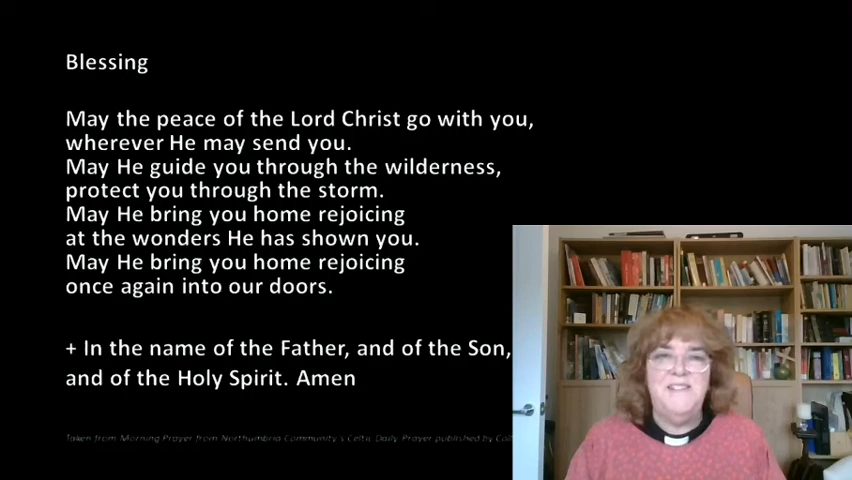 Blessing
May the peace of the Lord Christ go with you,
wherever He may send you.
May He guide you through the wilderness,
protect you through the storm.
May He bring you home rejoicing
at the wonders He has shown you.
May He bring you home rejoicing
once again into our doors.
+ In the name of the Father, and of the Son,
and of the Holy Spirit. Amen
Taken from Morning Prayer from Northumbria Community's Celtic Daily Prayer published by